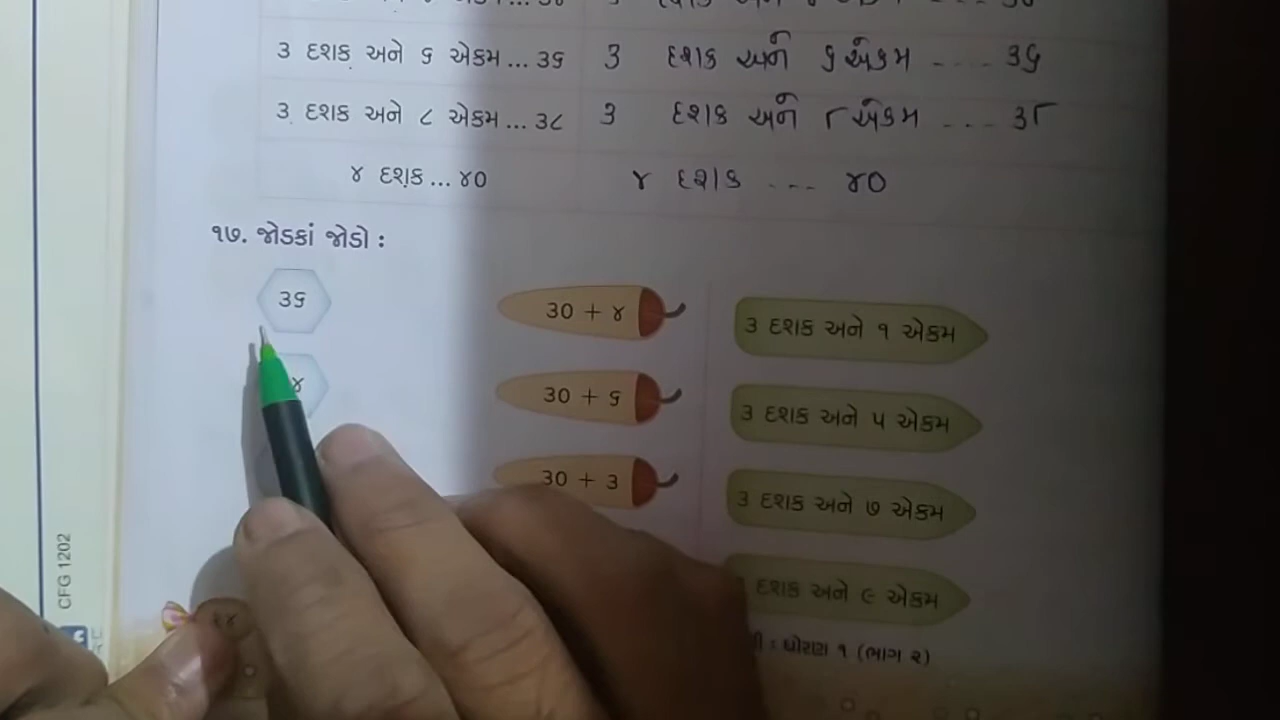 ૩ દશક અને ૬ એકમ ... ૩૬ ૩ દશક અને ૬ એકમ ---- ૩૬
૩ દશક અને ૮ એકમ ... ૩૮ ૩ દશક અને ૮ એકમ ---- ૩૮
૪ દશક ... ૪૦ ૪ દશક --- ૪૦
૧૭. જોડકાં જોડો :
૩૬
૪
૩૦ + ૪
૩૦ + ૬
૩૦ + ૩
૩ દશક અને ૧ એકમ
૩ દશક અને ૫ એકમ
૩ દશક અને ૭ એકમ
દશક અને ૯ એકમ
: ધોરણ ૧ (ભાગ ૨)
CFG 1202